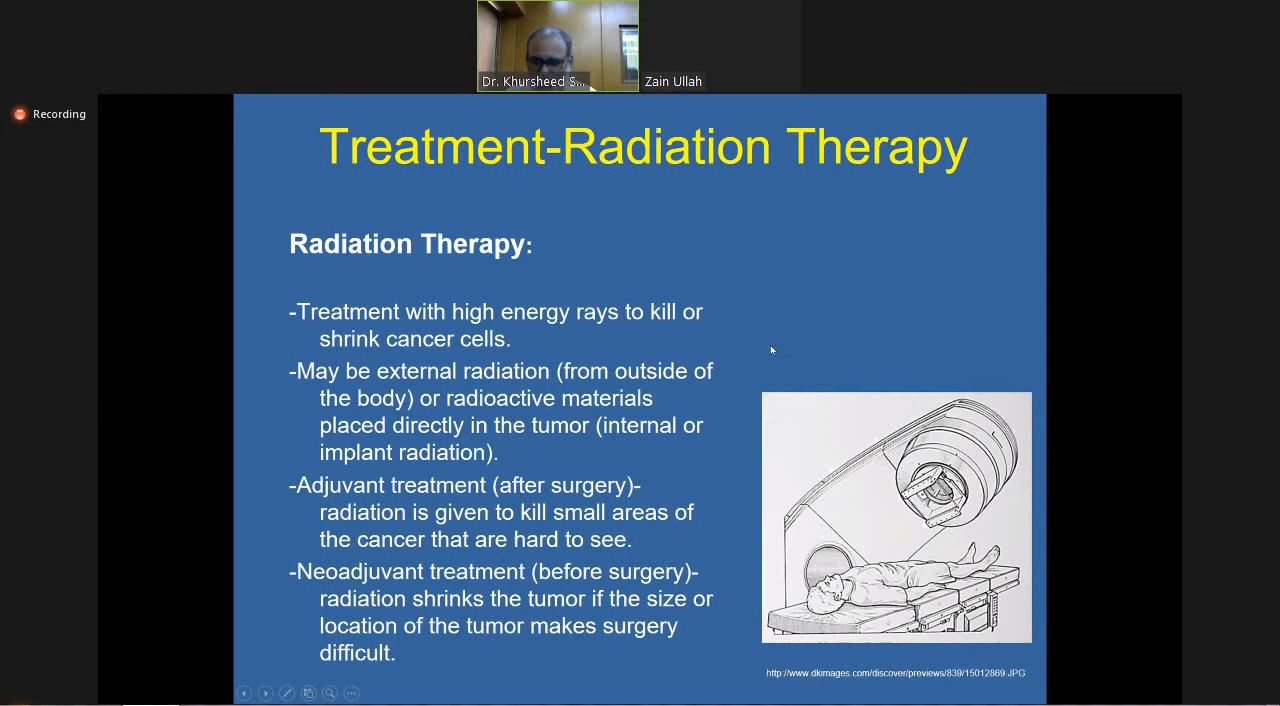 Dr. Khursheed S...
Zain Ullah
Recording
Treatment-Radiation Therapy
Radiation Therapy:
-Treatment with high energy rays to kill or
shrink cancer cells.
-May be external radiation (from outside of
the body) or radioactive materials
placed directly in the tumor (internal or
implant radiation).
-Adjuvant treatment (after surgery)-
radiation is given to kill small areas of
the cancer that are hard to see.
-Neoadjuvant treatment (before surgery)-
radiation shrinks the tumor if the size or
location of the tumor makes surgery
difficult.
http://www.dkimages.com/discover/previews/839/15012869.JPG